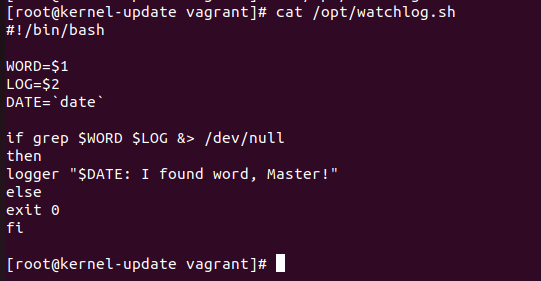 [root@kernel-update vagrant]# cat /opt/watchlog.sh
#!/bin/bash
WORD=$1
LOG=$2
DATE=`date`
if grep $WORD $LOG &> /dev/null
then
logger "$DATE: I found word, Master!"
else
exit 0
fi
[root@kernel-update vagrant]#